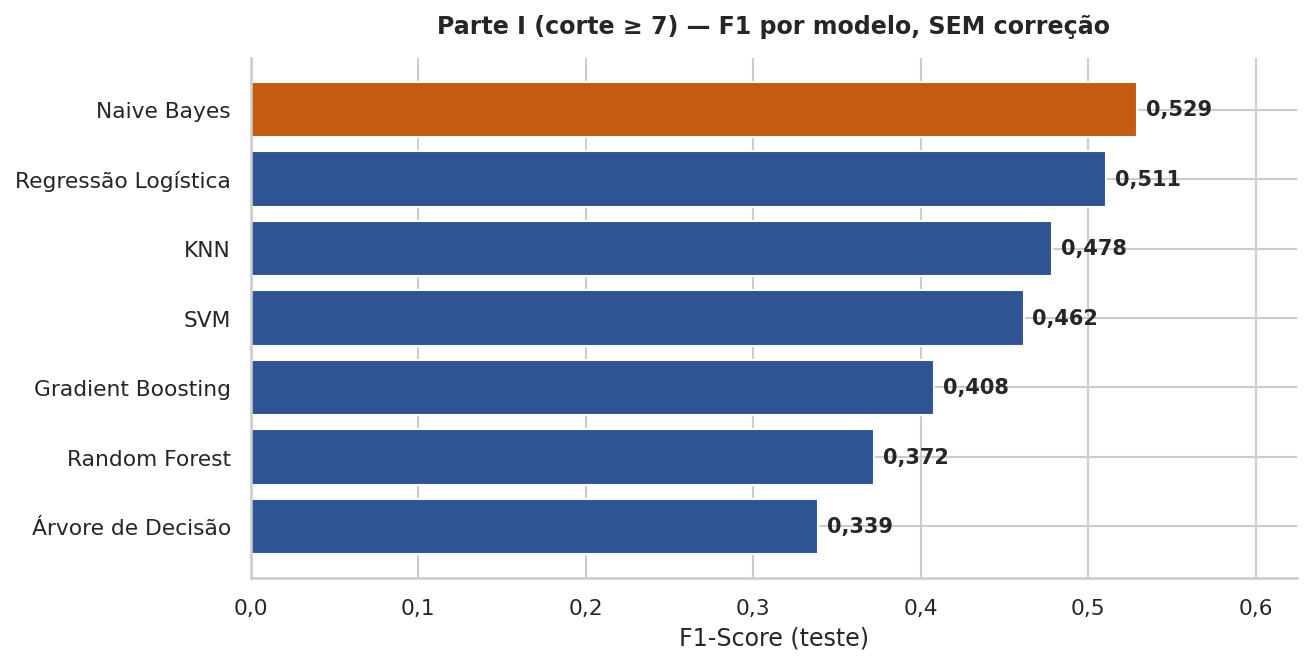 Parte I (corte ≥ 7) — F1 por modelo, SEM correção
Naive Bayes 0,529
Regressão Logística 0,511
KNN 0,478
SVM 0,462
Gradient Boosting 0,408
Random Forest 0,372
Árvore de Decisão 0,339
0,0 0,1 0,2 0,3 0,4 0,5 0,6
F1-Score (teste)